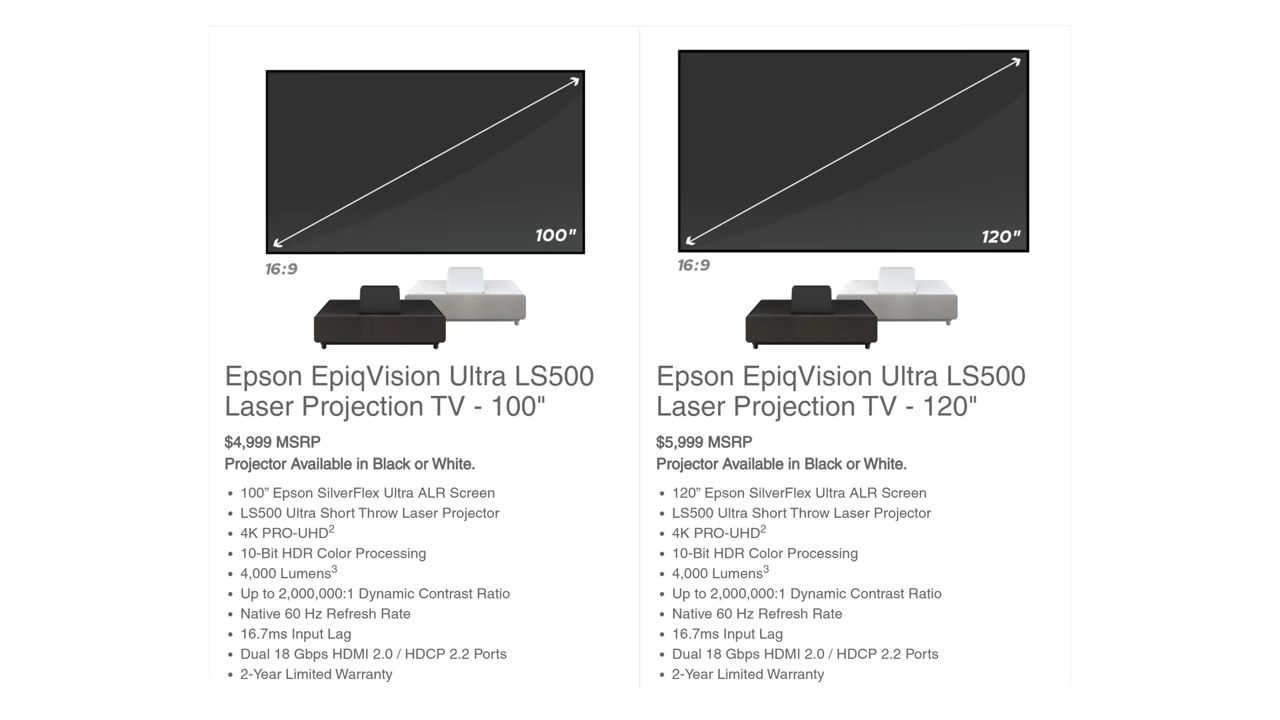 100"
16:9
Epson EpiqVision Ultra LS500
Laser Projection TV - 100"
$4,999 MSRP
Projector Available in Black or White.
• 100” Epson SilverFlex Ultra ALR Screen
• LS500 Ultra Short Throw Laser Projector
• 4K PRO-UHD2
• 10-Bit HDR Color Processing
• 4,000 Lumens3
• Up to 2,000,000:1 Dynamic Contrast Ratio
• Native 60 Hz Refresh Rate
• 16.7ms Input Lag
• Dual 18 Gbps HDMI 2.0 / HDCP 2.2 Ports
• 2-Year Limited Warranty
120"
16:9
Epson EpiqVision Ultra LS500
Laser Projection TV - 120"
$5,999 MSRP
Projector Available in Black or White.
• 120” Epson SilverFlex Ultra ALR Screen
• LS500 Ultra Short Throw Laser Projector
• 4K PRO-UHD2
• 10-Bit HDR Color Processing
• 4,000 Lumens3
• Up to 2,000,000:1 Dynamic Contrast Ratio
• Native 60 Hz Refresh Rate
• 16.7ms Input Lag
• Dual 18 Gbps HDMI 2.0 / HDCP 2.2 Ports
• 2-Year Limited Warranty